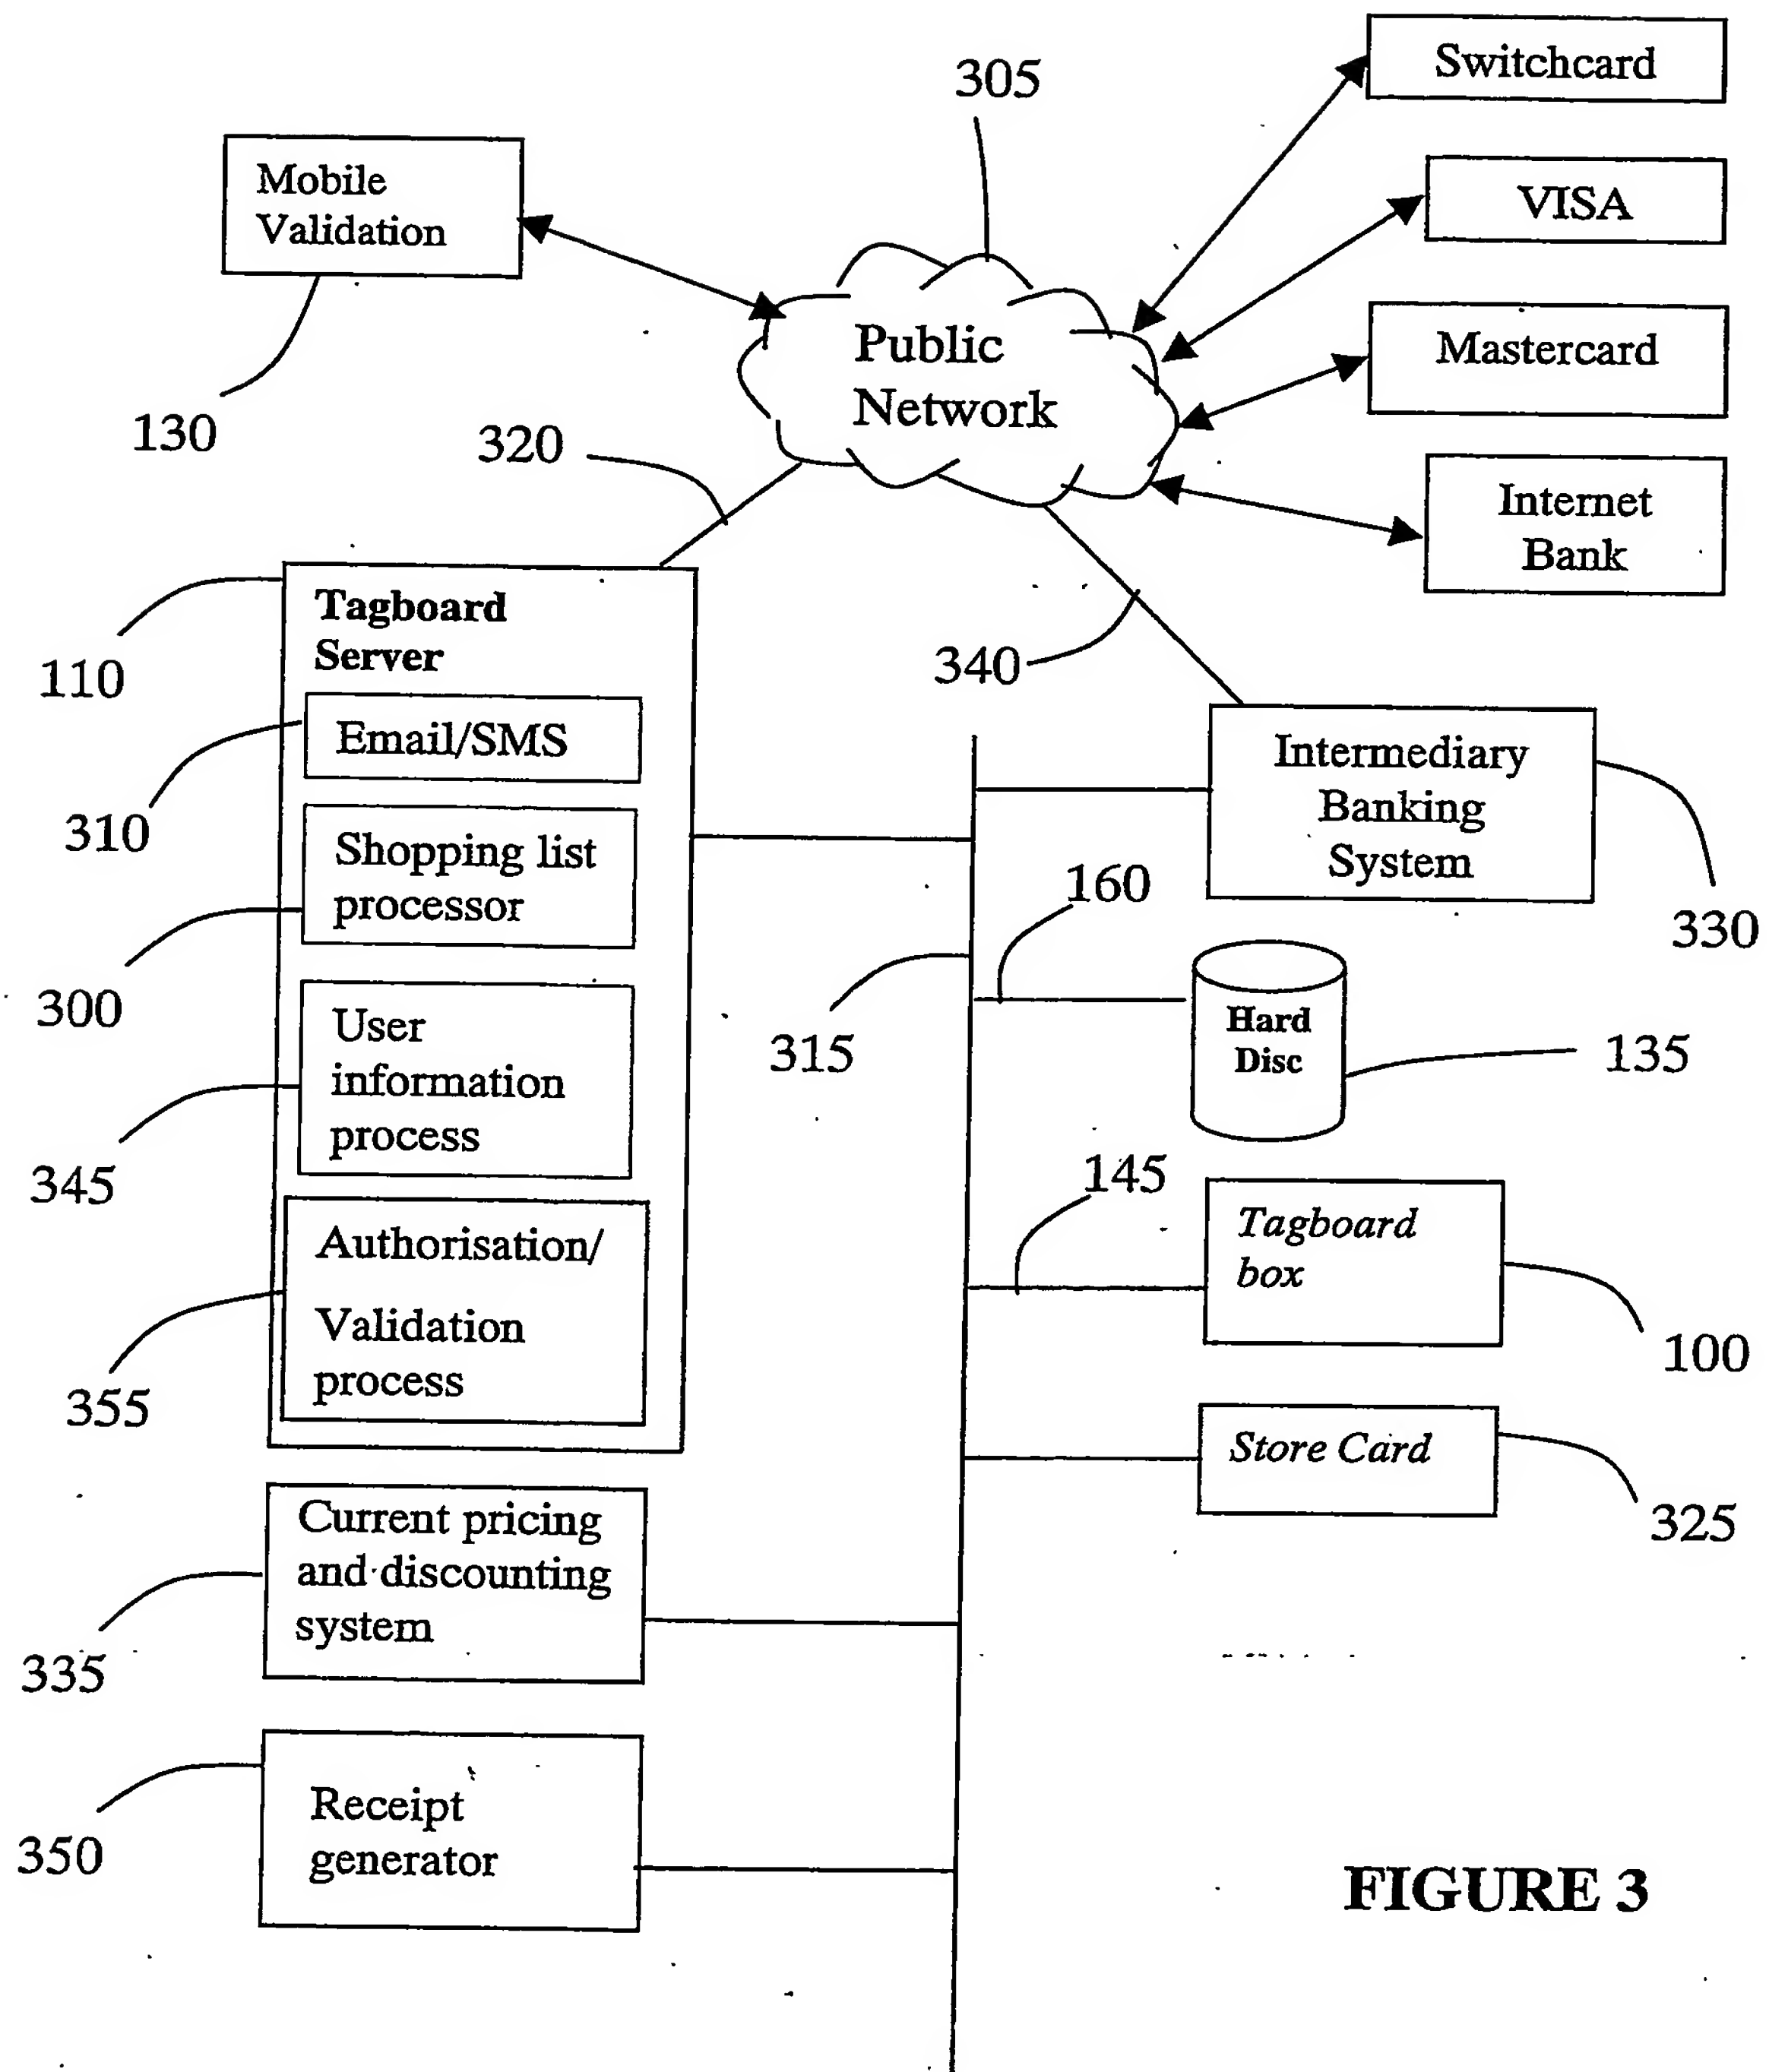 Switchcard
305
Mobile
Validation
VISA
Public
Network
Mastercard
130
320
Internet
Bank
110
Tagboard
Server
340
310
Email/SMS
Intermediary
Banking
System
Shopping list
processor
160
330
300
315
Hard
Disc
135
User
information
process
345
145
Tagboard
box
100
Authorisation/
Validation
process
355
Store Card
325
Current pricing
and discounting
system
335
Receipt
generator
350
FIGURE 3